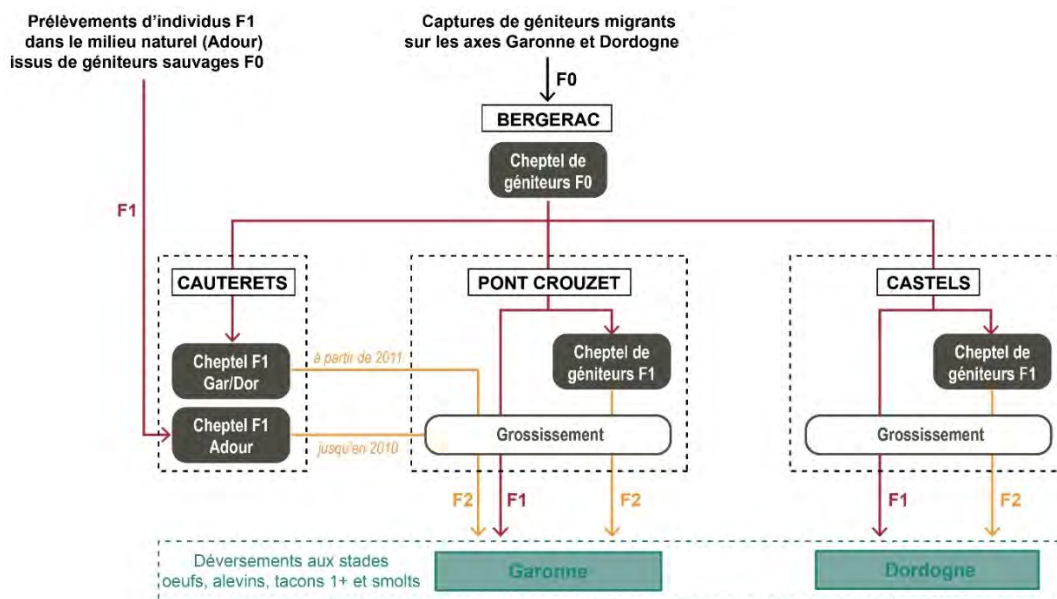 Prélèvements d'individus F1
dans le milieu naturel (Adour)
issus de géniteurs sauvages F0
Captures de géniteurs migrants
sur les axes Garonne et Dordogne
F0
BERGERAC
Cheptel de
géniteurs F0
F1
CAUTERETS
PONT CROUZET
CASTELS
Cheptel F1
Gar/Dor
à partir de 2011
Cheptel de
géniteurs F1
Cheptel de
géniteurs F1
Cheptel F1
Adour
jusqu'en 2010
Grossissement
Grossissement
F2
F1
F2
F1
F2
Déversements aux stades
oeufs, alevins, tacons 1+ et smolts
Garonne
Dordogne